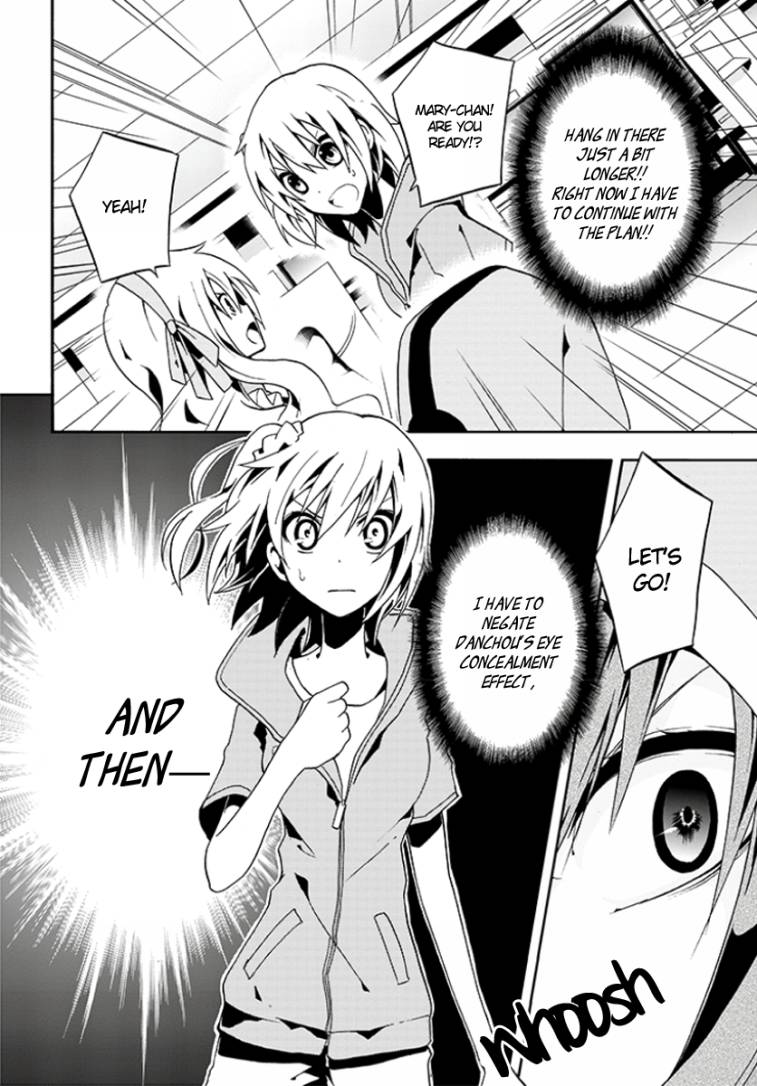 HANG IN THERE
JUST A BIT
LONGER!!
RIGHT NOW I HAVE
TO CONTINUE WITH
THE PLAN!!
MARY-CHAN!
ARE YOU
READY!?
YEAH!
LET'S
GO!
I HAVE TO
NEGATE
DANCHOU'S EYE
CONCEALMENT
EFFECT,
AND
THEN—
whoosh